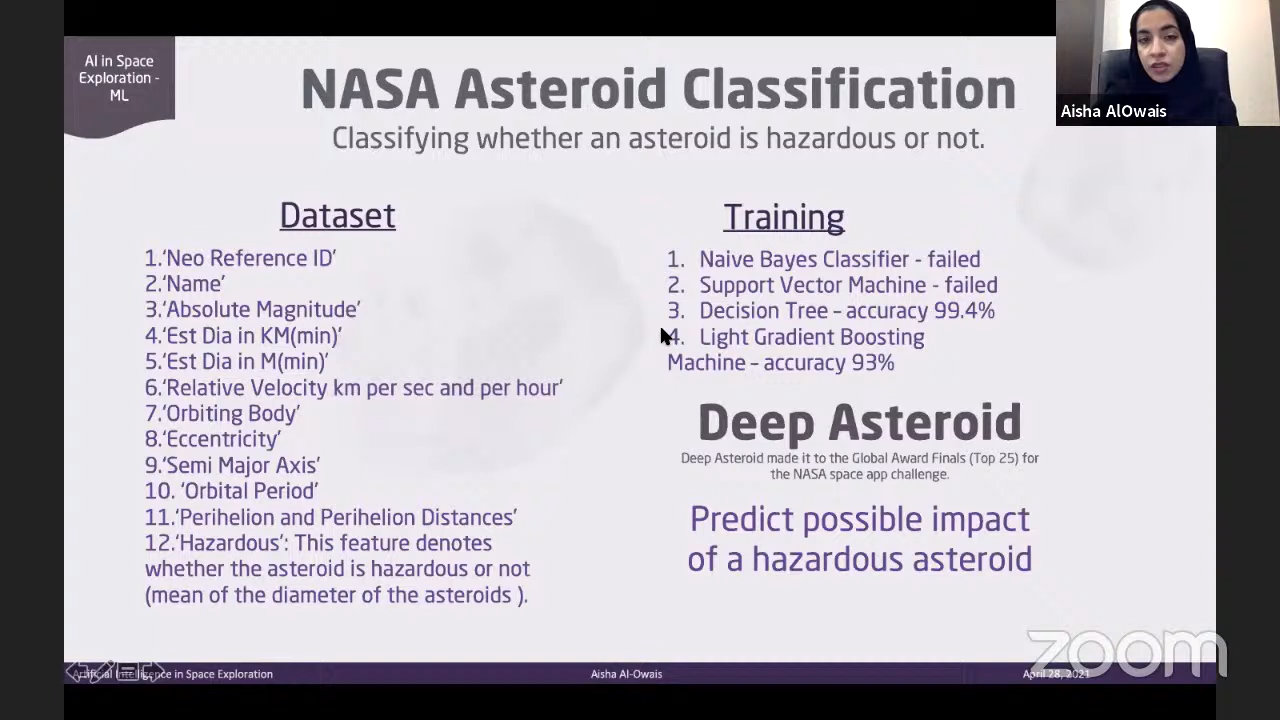 AI in Space
Exploration -
ML
NASA Asteroid Classification
Classifying whether an asteroid is hazardous or not.
Aisha AlOwais
Dataset
1.‘Neo Reference ID’
2.‘Name’
3.‘Absolute Magnitude’
4.‘Est Dia in KM(min)’
5.‘Est Dia in M(min)’
6.‘Relative Velocity km per sec and per hour’
7.‘Orbiting Body’
8.‘Eccentricity’
9.‘Semi Major Axis’
10. ‘Orbital Period’
11.‘Perihelion and Perihelion Distances’
12.‘Hazardous’: This feature denotes
whether the asteroid is hazardous or not
(mean of the diameter of the asteroids ).
Training
1. Naive Bayes Classifier - failed
2. Support Vector Machine - failed
3. Decision Tree – accuracy 99.4%
4. Light Gradient Boosting
Machine – accuracy 93%
Deep Asteroid
Deep Asteroid made it to the Global Award Finals (Top 25) for
the NASA space app challenge.
Predict possible impact
of a hazardous asteroid
zoom
Artificial Intelligence in Space Exploration
Aisha Al-Owais
April 28, 2021